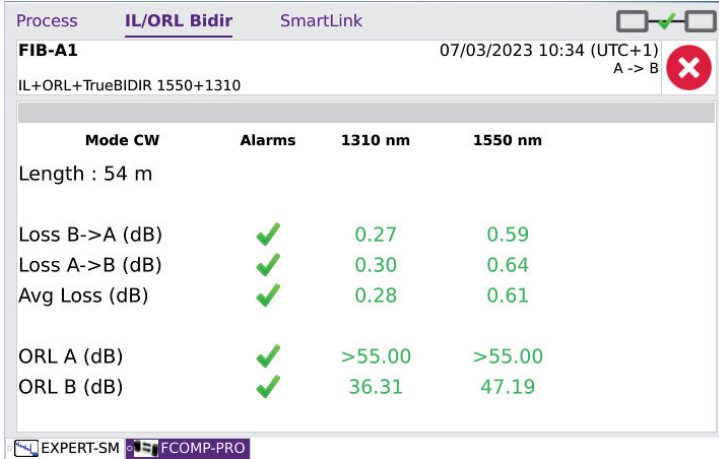 Process IL/ORL Bidir SmartLink
FIB-A1 07/03/2023 10:34 (UTC+1)
A -> B
IL+ORL+TrueBIDIR 1550+1310
Mode CW Alarms 1310 nm 1550 nm
Length : 54 m
Loss B->A (dB) 0.27 0.59
Loss A->B (dB) 0.30 0.64
Avg Loss (dB) 0.28 0.61
ORL A (dB) >55.00 >55.00
ORL B (dB) 36.31 47.19
EXPERT-SM FCOMP-PRO